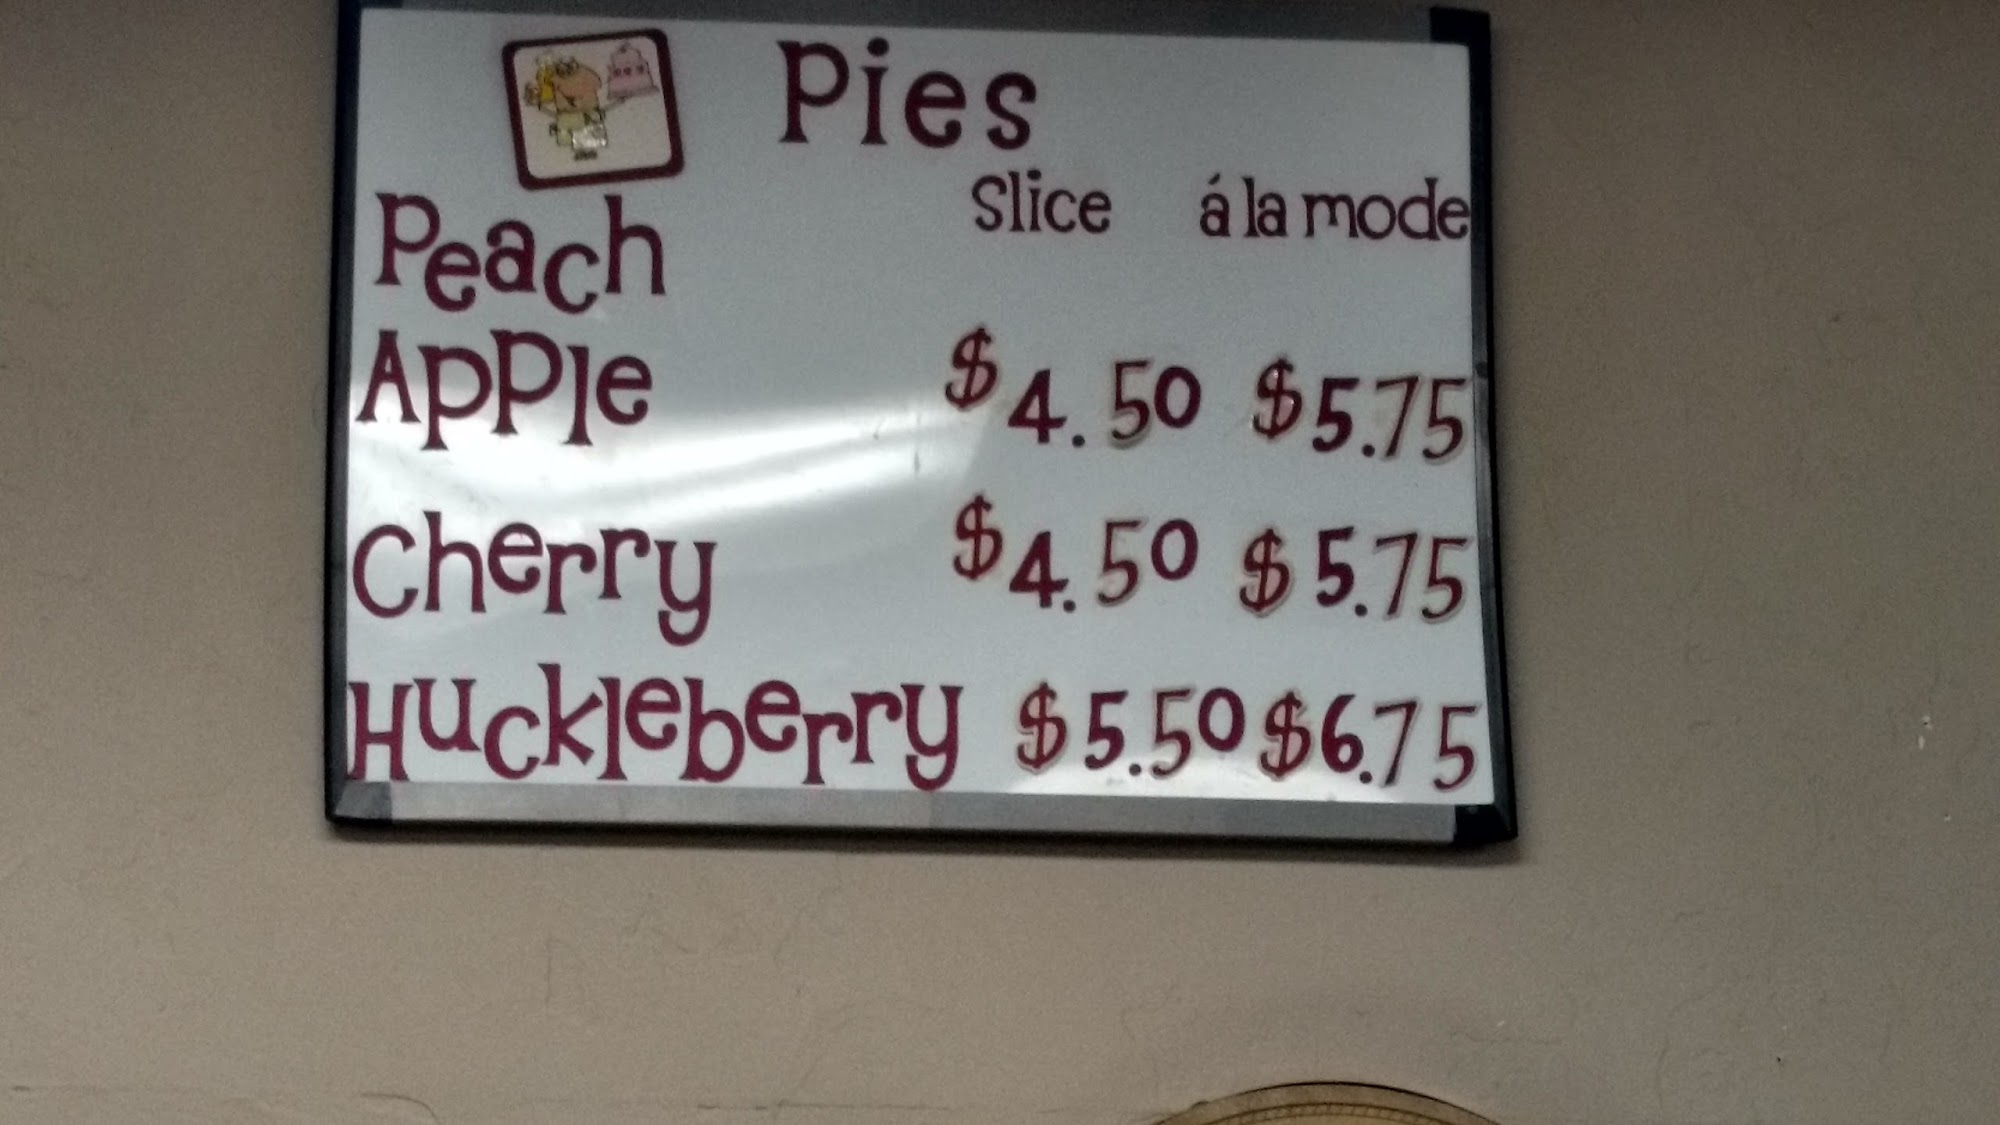 Pies
Slice á la mode
Peach
Apple $4.50 $5.75
Cherry $4.50 $5.75
Huckleberry $5.50 $6.75